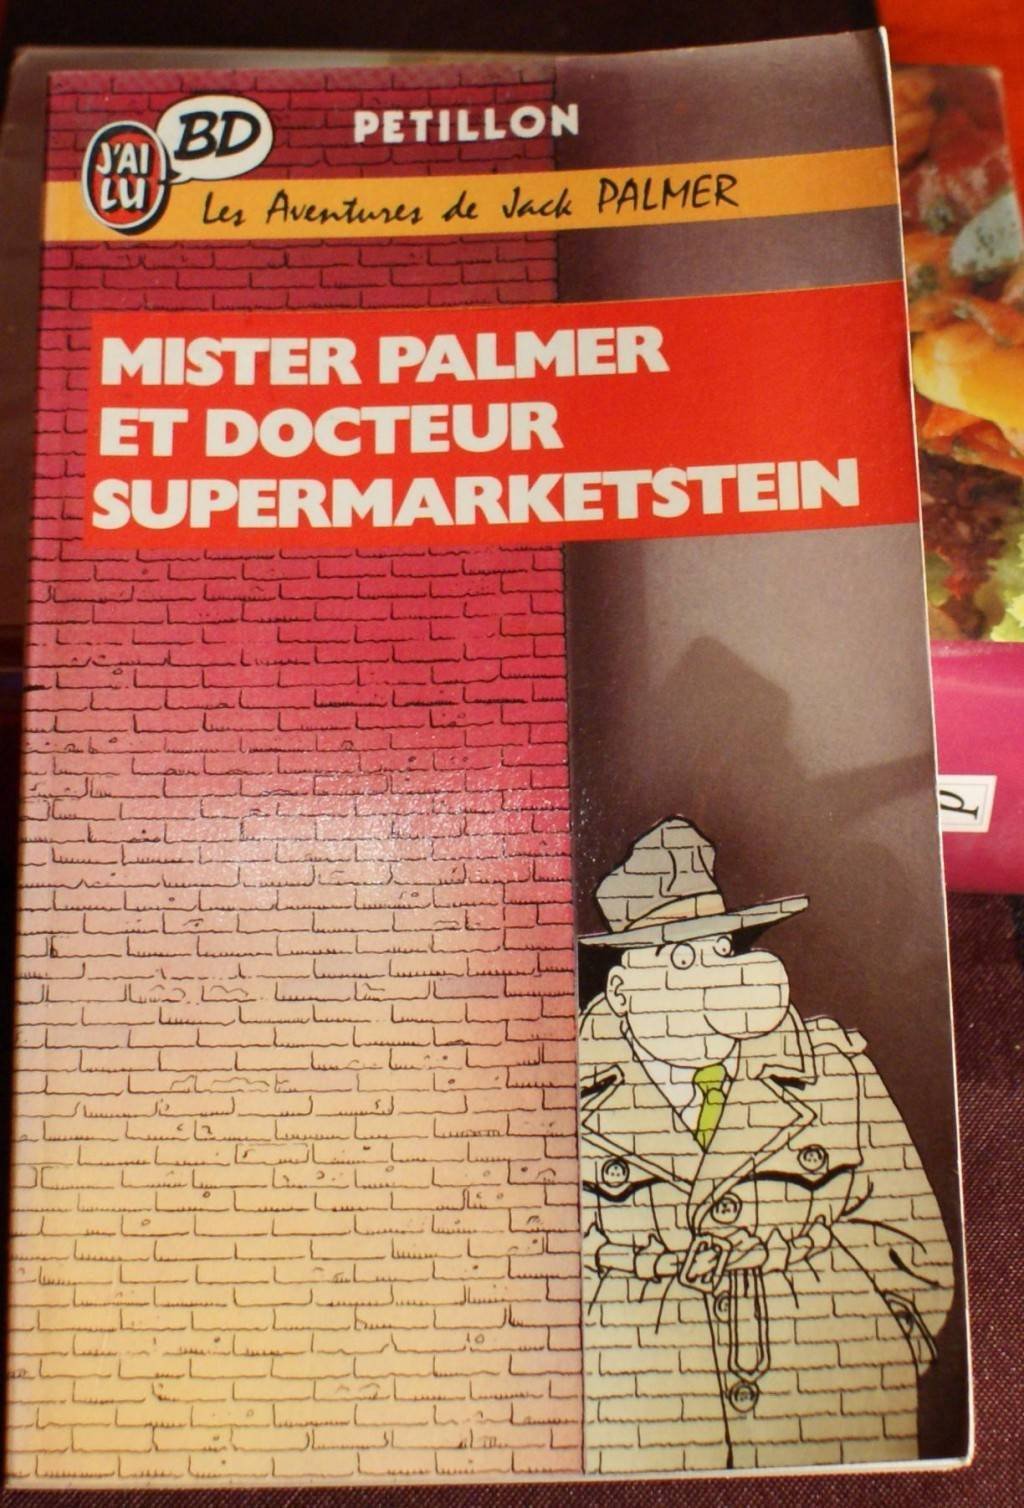 J'AI
LU
BD
PETILLON
Les Aventures de Jack PALMER
MISTER PALMER
ET DOCTEUR
SUPERMARKETSTEIN
p